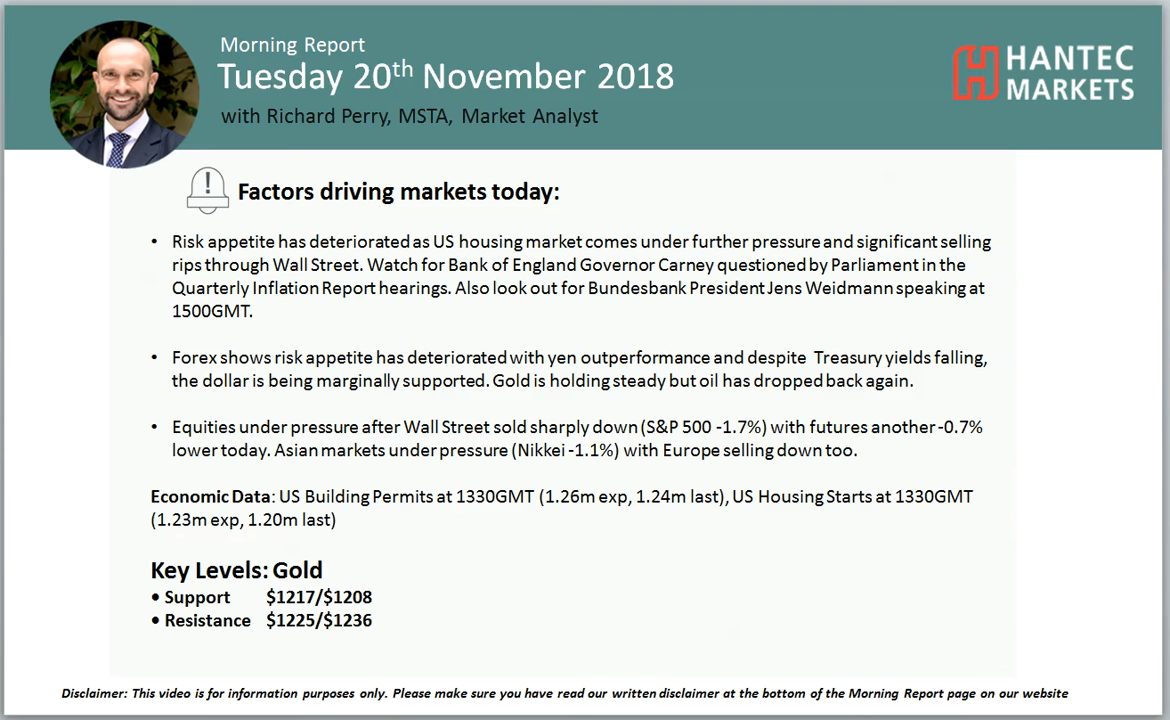 Morning Report
Tuesday 20th November 2018
with Richard Perry, MSTA, Market Analyst
HANTEC
MARKETS
Factors driving markets today:
• Risk appetite has deteriorated as US housing market comes under further pressure and significant selling
rips through Wall Street. Watch for Bank of England Governor Carney questioned by Parliament in the
Quarterly Inflation Report hearings. Also look out for Bundesbank President Jens Weidmann speaking at
1500GMT.
• Forex shows risk appetite has deteriorated with yen outperformance and despite Treasury yields falling,
the dollar is being marginally supported. Gold is holding steady but oil has dropped back again.
• Equities under pressure after Wall Street sold sharply down (S&P 500 -1.7%) with futures another -0.7%
lower today. Asian markets under pressure (Nikkei -1.1%) with Europe selling down too.
Economic Data: US Building Permits at 1330GMT (1.26m exp, 1.24m last), US Housing Starts at 1330GMT
(1.23m exp, 1.20m last)
Key Levels: Gold
• Support $1217/$1208
• Resistance $1225/$1236
Disclaimer: This video is for information purposes only. Please make sure you have read our written disclaimer at the bottom of the Morning Report page on our website